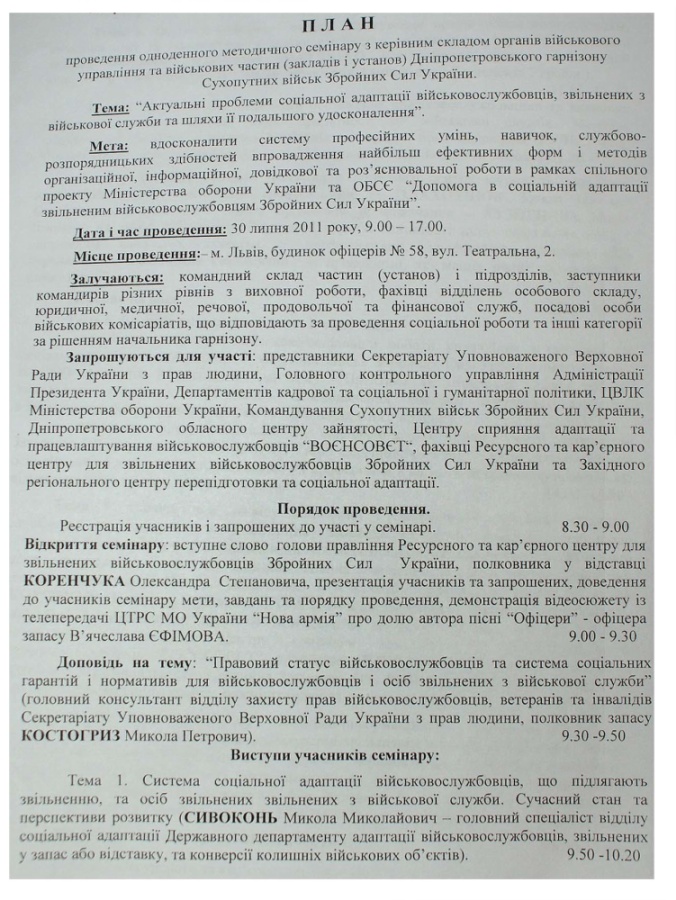 ПЛАН
проведення одноденного методичного семінару з керівним складом органів військового
управління та військових частин (закладів і установ) Дніпропетровського гарнізону
Сухопутних військ Збройних Сил України.
Тема: “Актуальні проблеми соціальної адаптації військовослужбовців, звільнених з
військової служби та шляхи її подальшого удосконалення”.
Мета: вдосконалити систему професійних умінь, навичок, службово-
розпорядницьких здібностей впровадження найбільш ефективних форм і методів
організаційної, інформаційної, довідкової та роз’яснювальної роботи в рамках спільного
проекту Міністерства оборони України та ОБСЄ “Допомога в соціальній адаптації
звільненим військовослужбовцям Збройних Сил України”.
Дата і час проведення: 30 липня 2011 року, 9.00 – 17.00.
Місце проведення:– м. Львів, будинок офіцерів № 58, вул. Театральна, 2.
Залучаються: командний склад частин (установ) і підрозділів, заступники
командирів різних рівнів з виховної роботи, фахівці відділень особового складу,
юридичної, медичної, речової, продовольчої та фінансової служб, посадові особи
військових комісаріатів, що відповідають за проведення соціальної роботи та інші категорії
за рішенням начальника гарнізону.
Запрошуються для участі: представники Секретаріату Уповноваженого Верховної
Ради України з прав людини, Головного контрольного управління Адміністрації
Президента України, Департаментів кадрової та соціальної і гуманітарної політики, ЦВЛК
Міністерства оборони України, Командування Сухопутних військ Збройних Сил України,
Дніпропетровського обласного центру зайнятості, Центру сприяння адаптації та
працевлаштування військовослужбовців “ВОЄНСОВЄТ“, фахівці Ресурсного та кар’єрного
центру для звільнених військовослужбовців Збройних Сил України та Західного
регіонального центру перепідготовки та соціальної адаптації.
Порядок проведення.
Реєстрація учасників і запрошених до участі у семінарі. 8.30 - 9.00
Відкриття семінару: вступне слово голови правління Ресурсного та кар’єрного центру для
звільнених військовослужбовців Збройних Сил України, полковника у відставці
КОРЕНЧУКА Олександра Степановича, презентація учасників та запрошених, доведення
до учасників семінару мети, завдань та порядку проведення, демонстрація відеосюжету із
телепередачі ЦТРС МО України “Нова армія” про долю автора пісні “Офіцери” - офіцера
запасу В’ячеслава ЄФІМОВА. 9.00 - 9.30
Доповідь на тему: “Правовий статус військовослужбовців та система соціальних
гарантій і нормативів для військовослужбовців і осіб звільнених з військової служби”
(головний консультант відділу захисту прав військовослужбовців, ветеранів та інвалідів
Секретаріату Уповноваженого Верховної Ради України з прав людини, полковник запасу
КОСТОГРИЗ Микола Петрович). 9.30 -9.50
Виступи учасників семінару:
Тема 1. Система соціальної адаптації військовослужбовців, що підлягають
звільненню, та осіб звільнених звільнених з військової служби. Сучасний стан та
перспективи розвитку (СИВОКОНЬ Микола Миколайович – головний спеціаліст відділу
соціальної адаптації Державного департаменту адаптації військовослужбовців, звільнених
у запас або відставку, та конверсії колишніх військових об’єктів). 9.50 -10.20